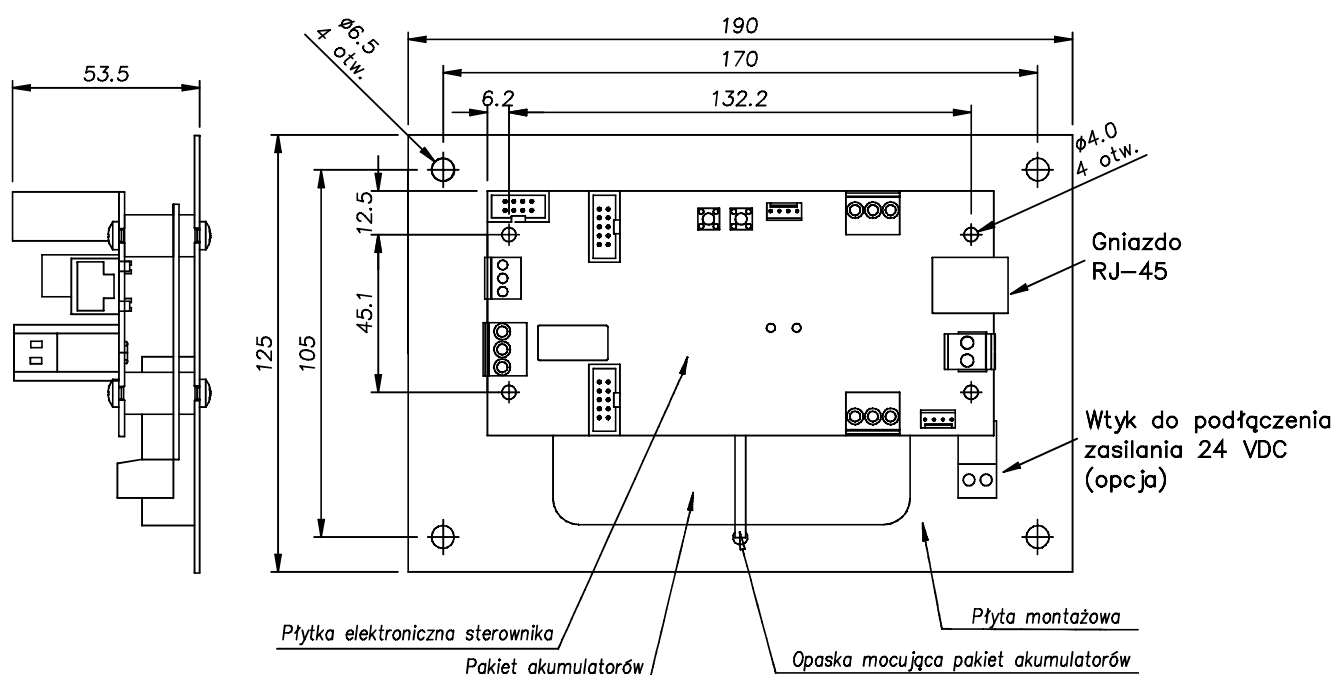 190
ø6.5
4 otw.
170
53.5
6.2
132.2
ø4.0
4 otw.
12.5
Gniazdo
RJ-45
45.1
105
125
Wtyk do podłączenia
zasilania 24 VDC
(opcja)
Płytka elektroniczna sterownika
Płyta montażowa
Pakiet akumulatorów
Opaska mocująca pakiet akumulatorów